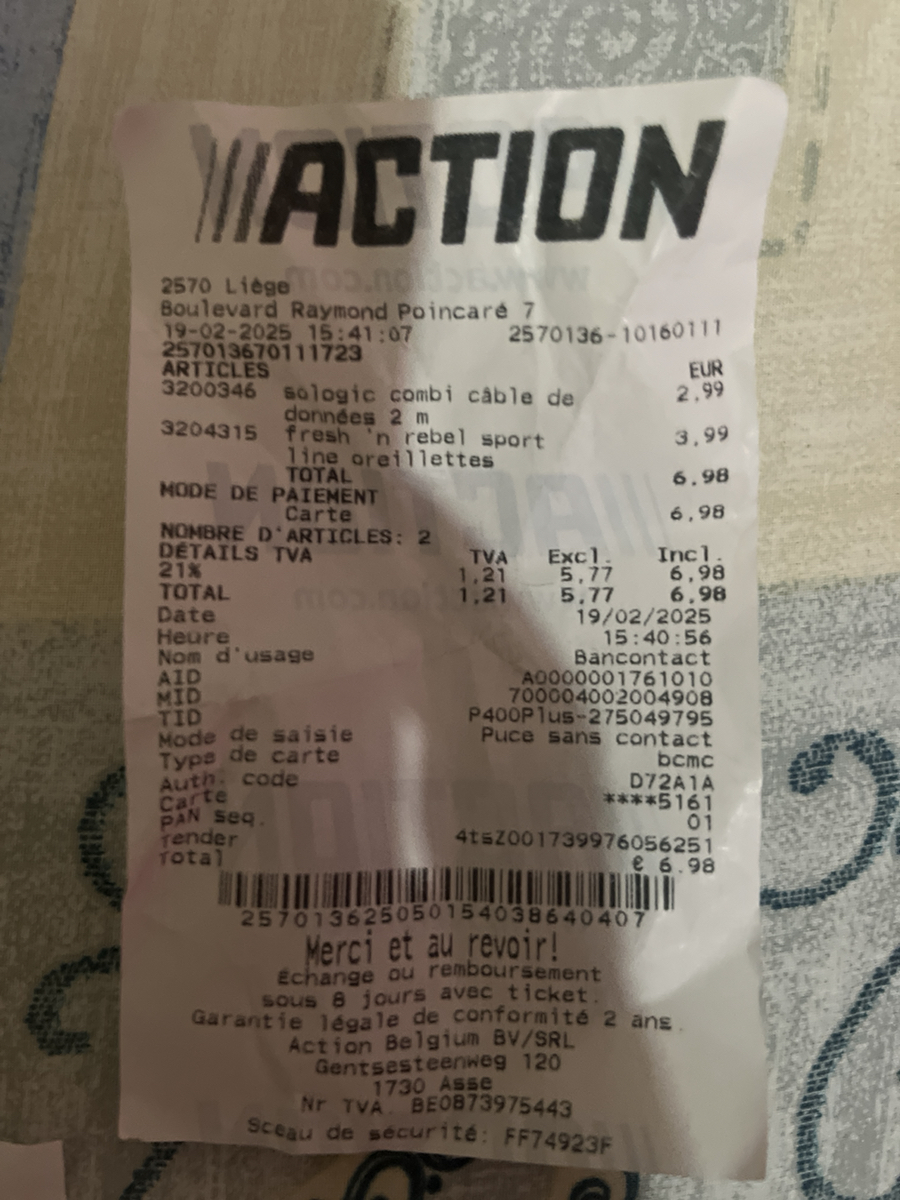 ACTION
2570 Liège
Boulevard Raymond Poincaré 7
19-02-2025 15:41:07 2570136-10160111
257013670111723
ARTICLES EUR
3200346 sologic combi câble de 2,99
données 2 m
3204315 fresh 'n rebel sport 3,99
line oreillettes
TOTAL 6,98
MODE DE PAIEMENT
Carte 6,98
NOMBRE D'ARTICLES: 2
DÉTAILS TVA TVA Excl. Incl.
21% 1,21 5,77 6,98
TOTAL 1,21 5,77 6,98
Date 19/02/2025
Heure 15:40:56
Nom d'usage Bancontact
AID A0000001761010
MID 700004002004908
TID P400Plus-275049795
Mode de saisie Puce sans contact
Type de carte bcmc
Auth. code D72A1A
Carte ****5161
PAN seq. 01
Tender 4tsZ001739976056251
Total € 6.98
257013625050154038640407
Merci et au revoir!
Échange ou remboursement
sous 8 jours avec ticket.
Garantie légale de conformité 2 ans.
Action Belgium BV/SRL
Gentsesteenweg 120
1730 Asse
Nr TVA. BE0873975443
Sceau de sécurité: FF74923F